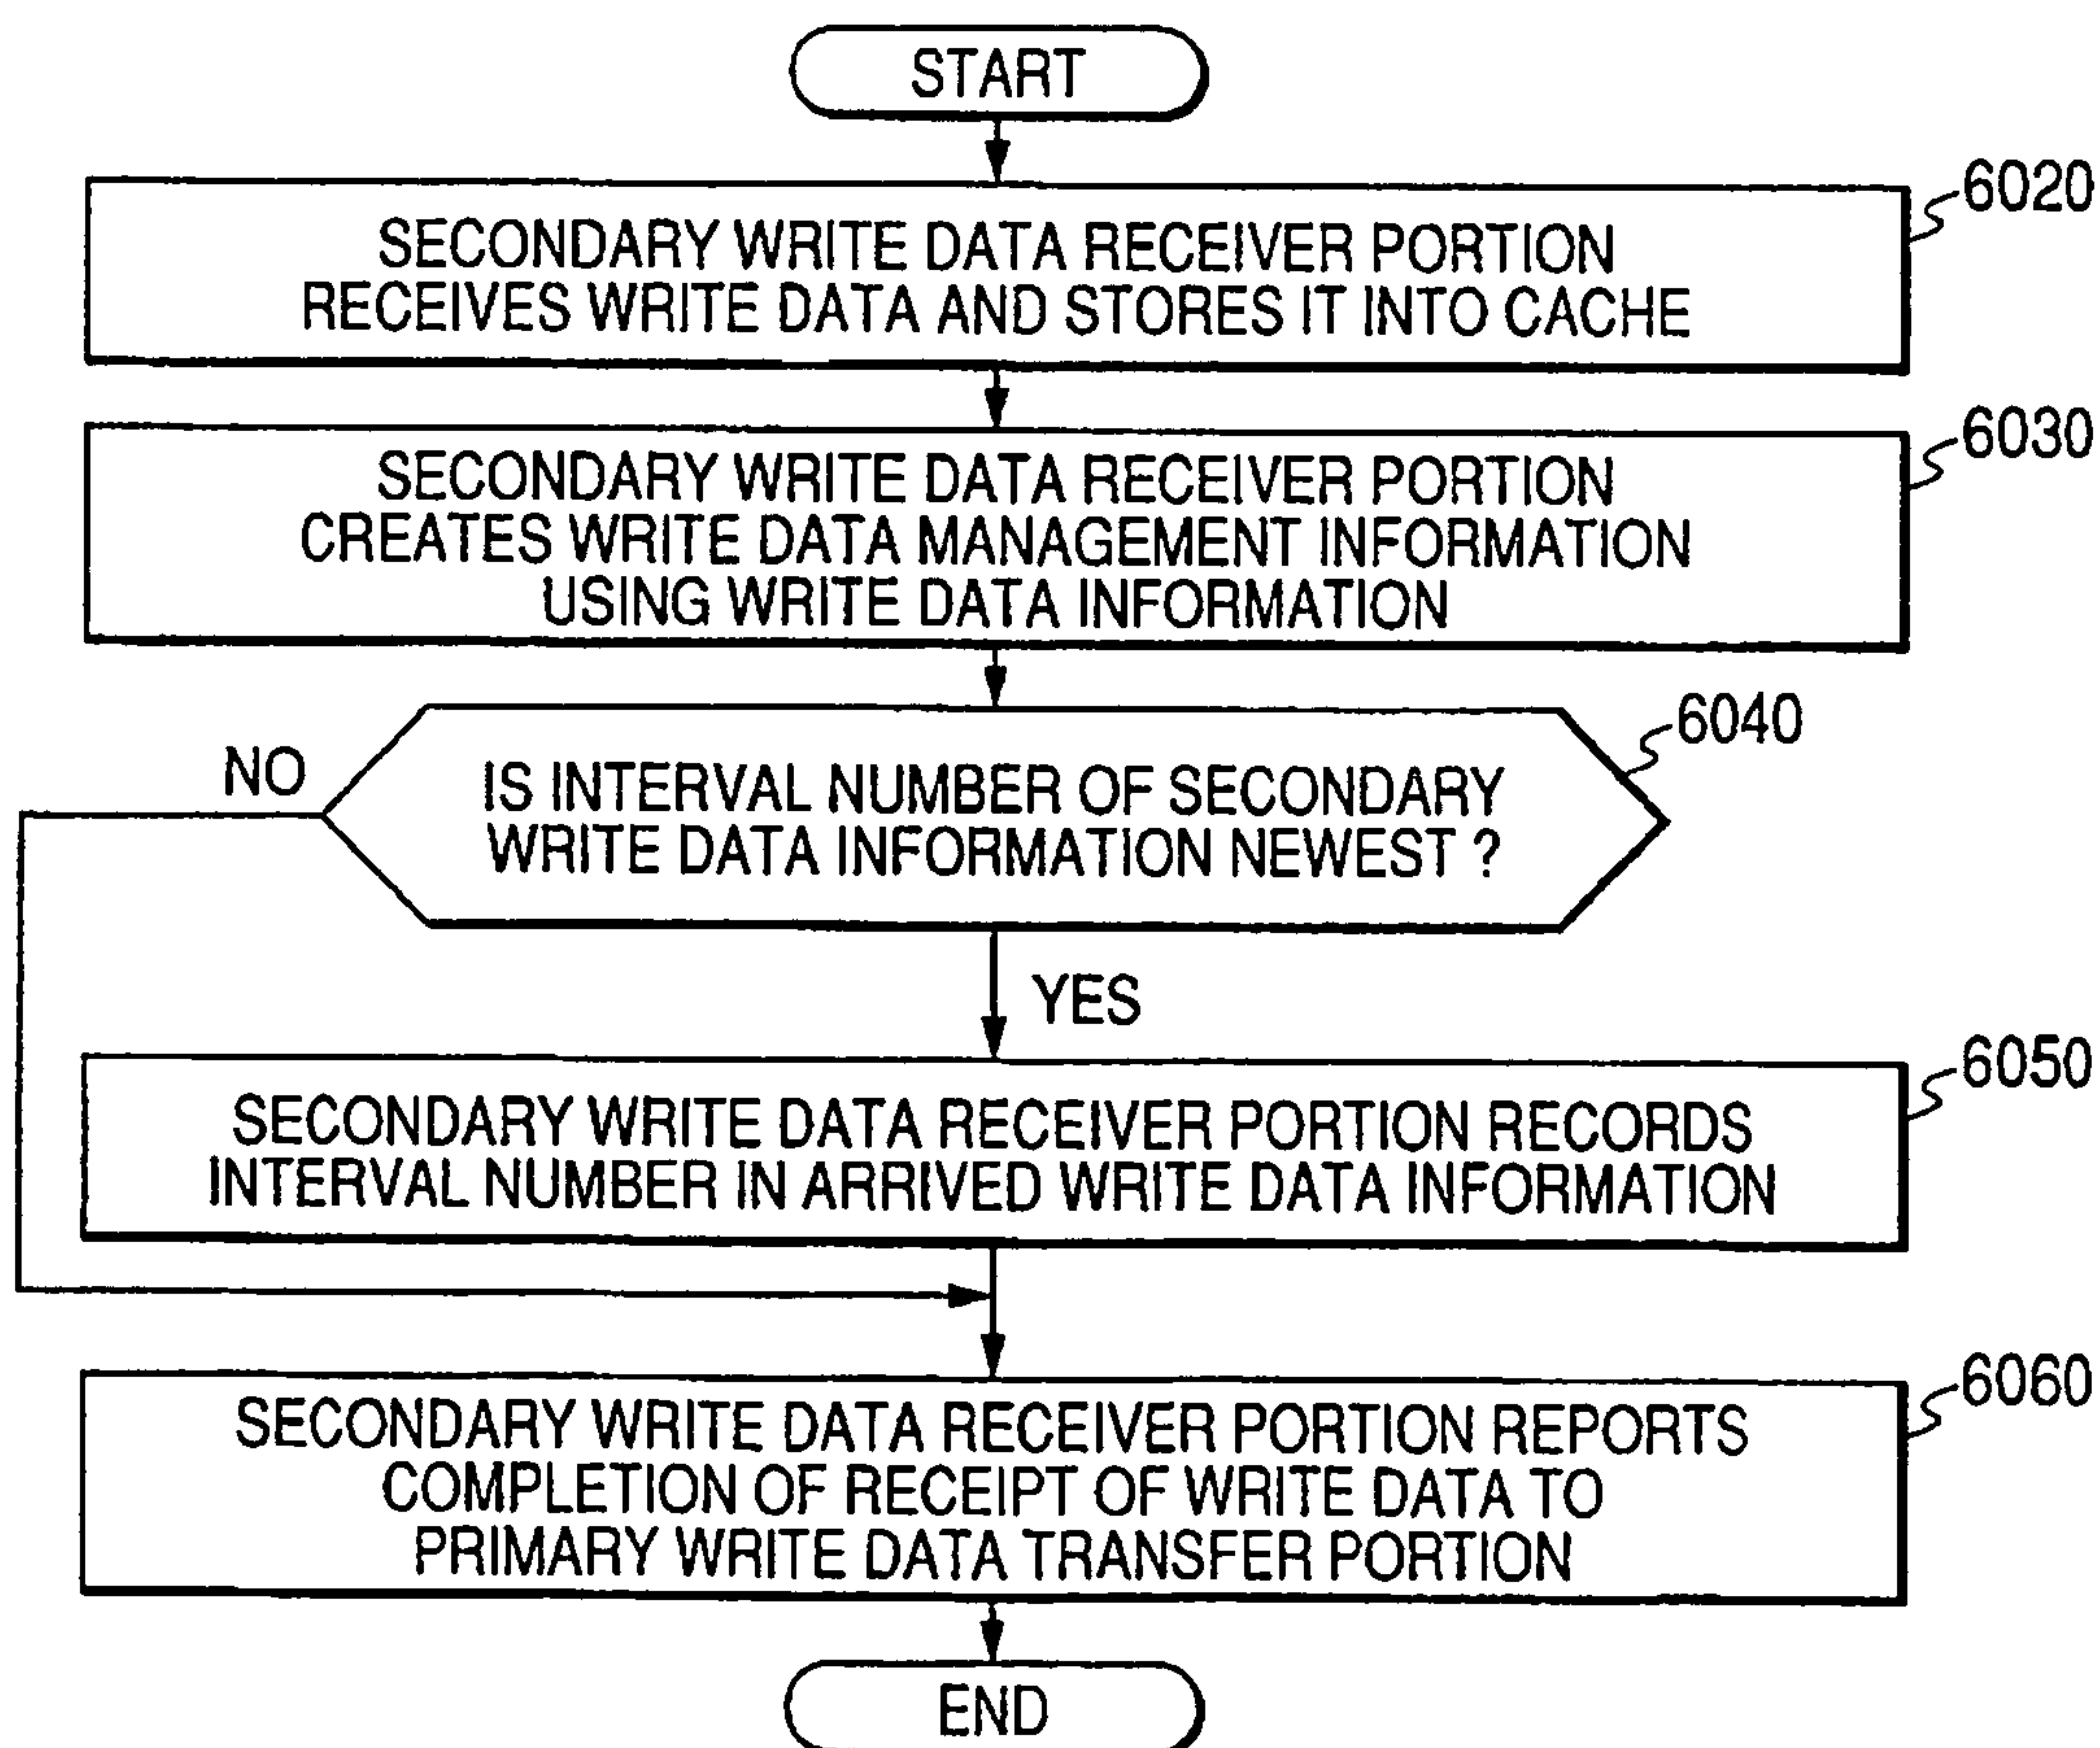 START
6020
SECONDARY WRITE DATA RECEIVER PORTION
RECEIVES WRITE DATA AND STORES IT INTO CACHE
6030
SECONDARY WRITE DATA RECEIVER PORTION
CREATES WRITE DATA MANAGEMENT INFORMATION
USING WRITE DATA INFORMATION
6040
NO
IS INTERVAL NUMBER OF SECONDARY
WRITE DATA INFORMATION NEWEST ?
YES
6050
SECONDARY WRITE DATA RECEIVER PORTION RECORDS
INTERVAL NUMBER IN ARRIVED WRITE DATA INFORMATION
6060
SECONDARY WRITE DATA RECEIVER PORTION REPORTS
COMPLETION OF RECEIPT OF WRITE DATA TO
PRIMARY WRITE DATA TRANSFER PORTION
END